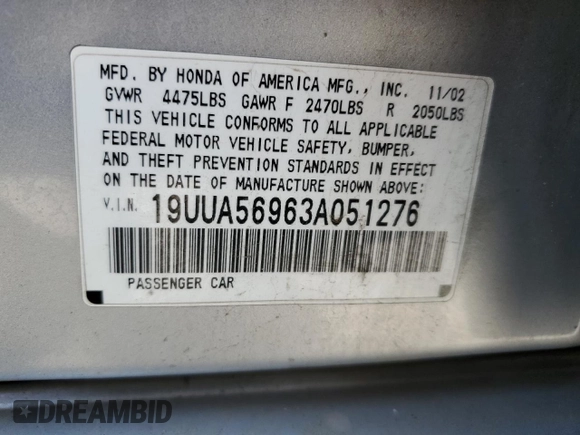 MFD. BY HONDA OF AMERICA MFG., INC. 11/02
GVWR 4475LBS GAWR F 2470LBS R 2050LBS
THIS VEHICLE CONFORMS TO ALL APPLICABLE
FEDERAL MOTOR VEHICLE SAFETY, BUMPER,
AND THEFT PREVENTION STANDARDS IN EFFECT
ON THE DATE OF MANUFACTURE SHOWN ABOVE:
V.I.N. 19UUA56963A051276
PASSENGER CAR
DREAMBID